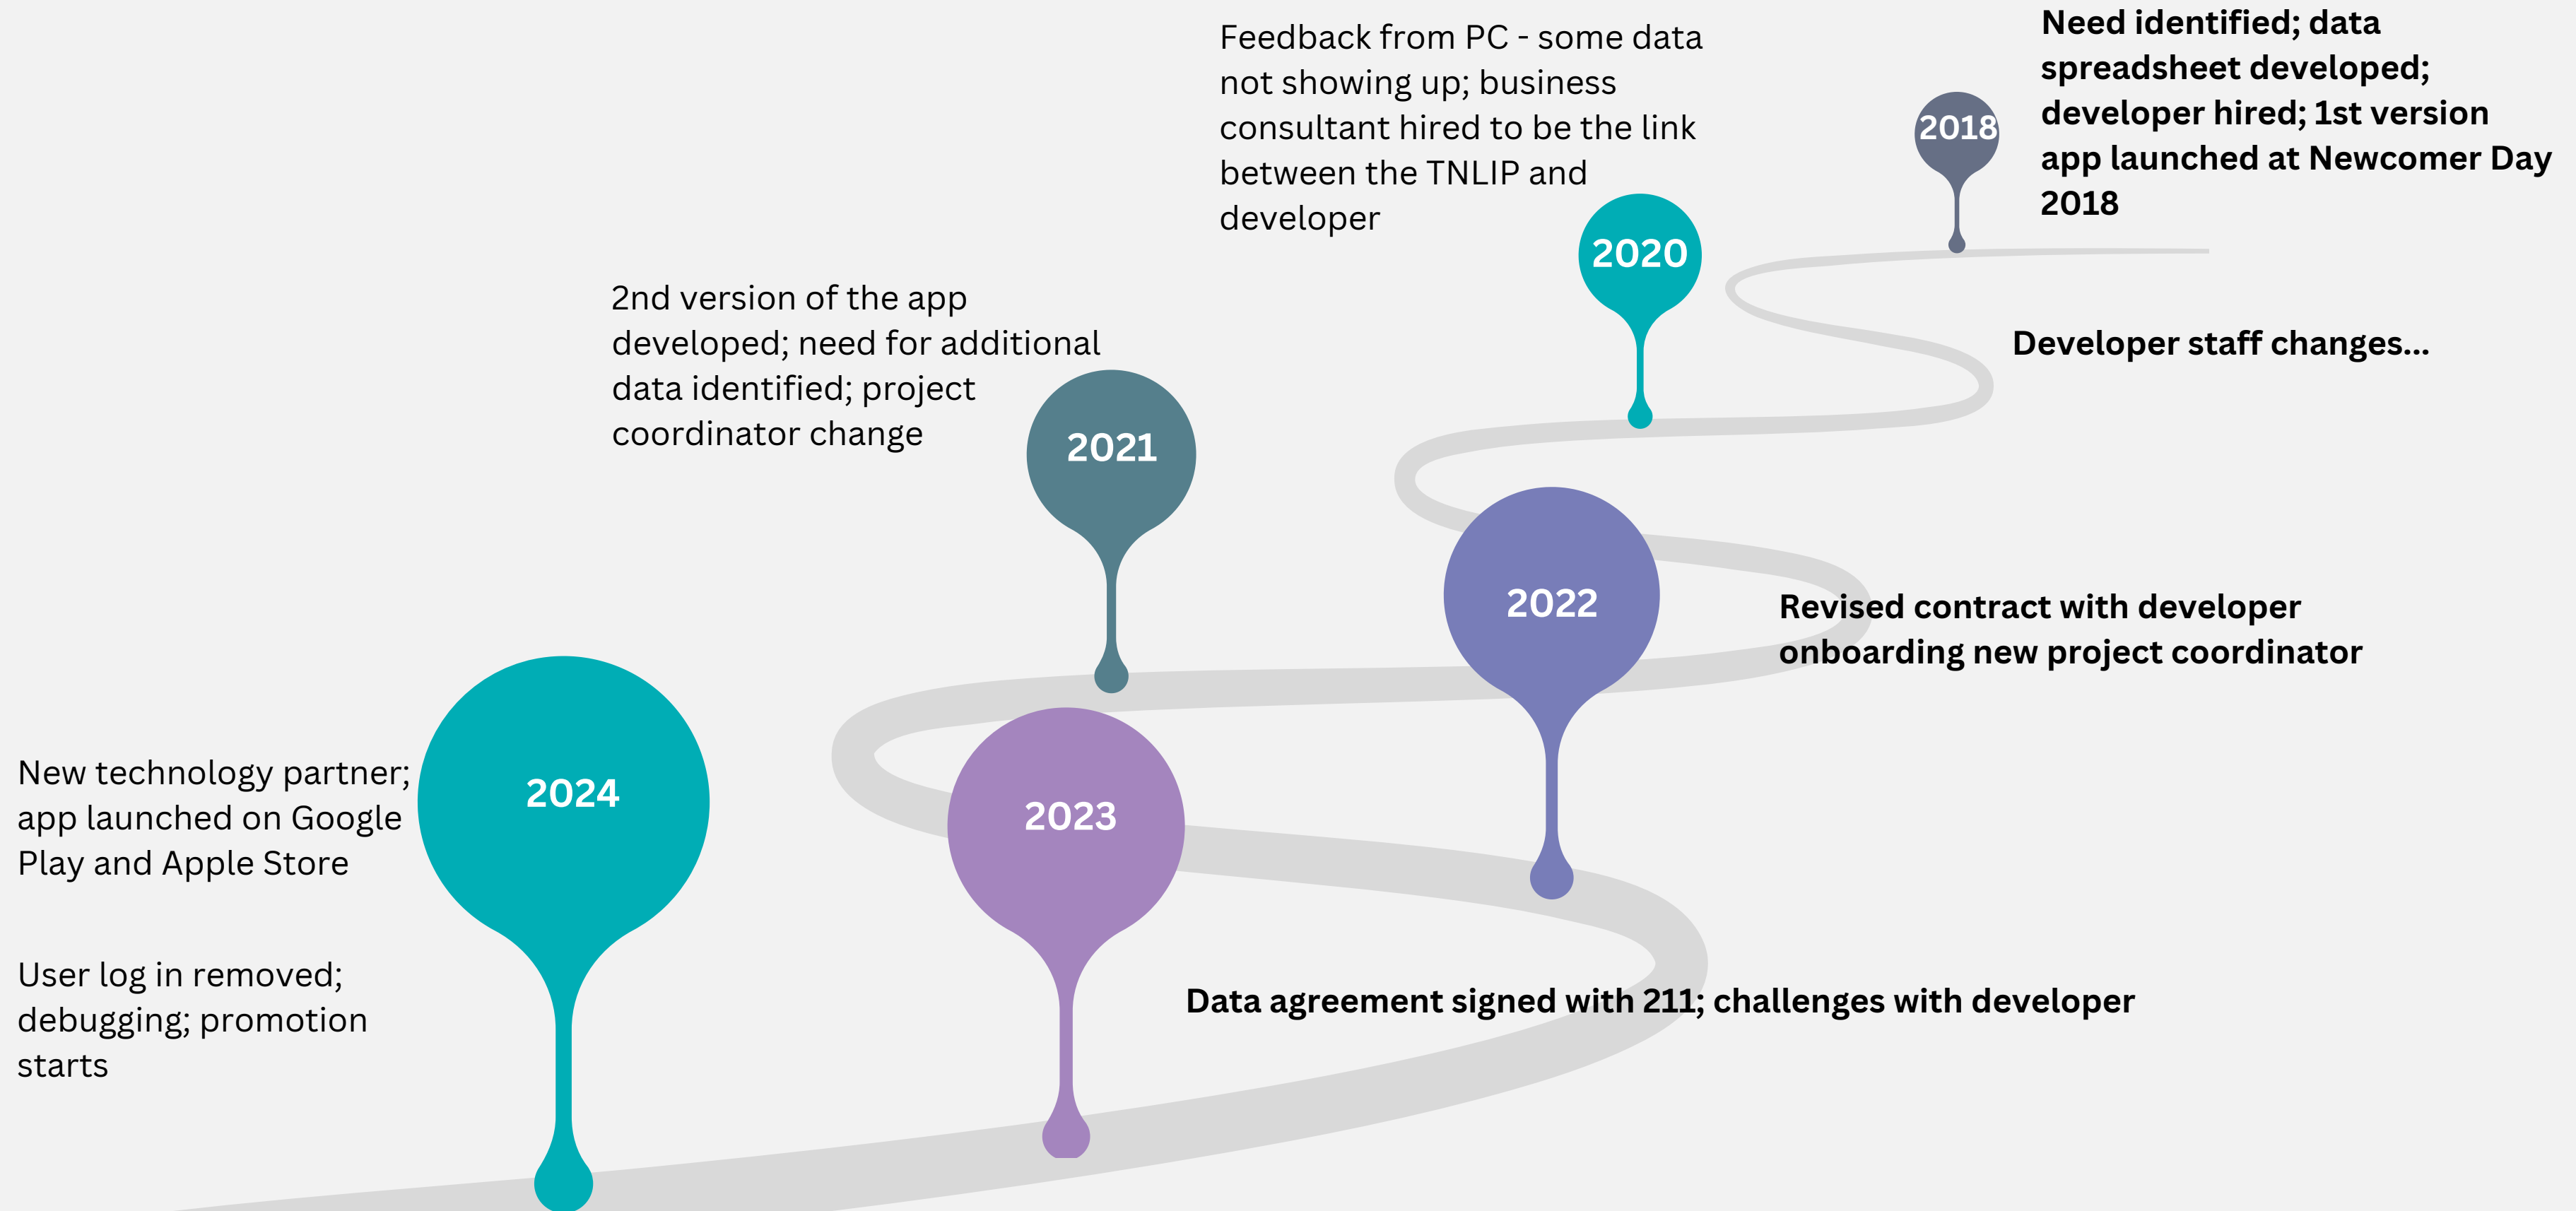 Need identified; data
spreadsheet developed;
developer hired; 1st version
app launched at Newcomer Day
2018
2018
Developer staff changes...
Feedback from PC - some data
not showing up; business
consultant hired to be the link
between the TNLIP and
developer
2020
2nd version of the app
developed; need for additional
data identified; project
coordinator change
2021
2022
Revised contract with developer
onboarding new project coordinator
2023
Data agreement signed with 211; challenges with developer
2024
New technology partner;
app launched on Google
Play and Apple Store
User log in removed;
debugging; promotion
starts